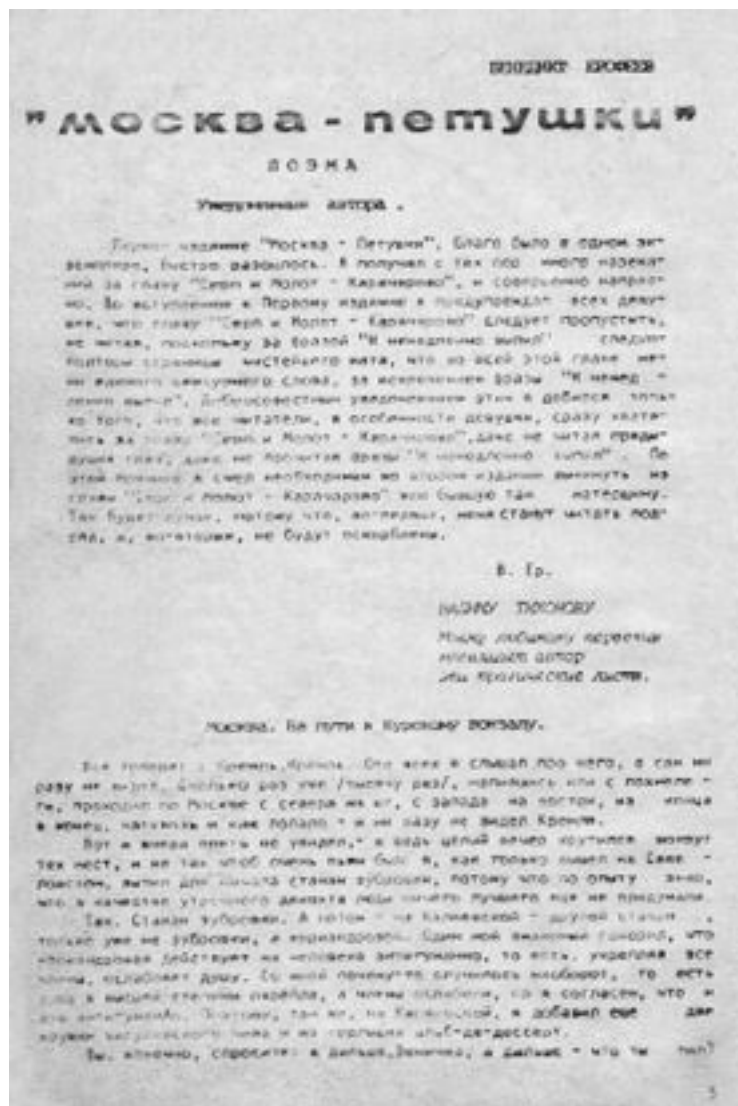 ВЕНЕДИКТ ЕРОФЕЕВ
"МОСКВА - ПЕТУШКИ"
ПОЭМА
Уведомление автора .
Первое издание "Москва - Петушки", благо было в одном эк-
земпляре, быстро разошлось. Я получил с тех пор много нарекa-
ний за главу "Серп и Молот - Карачарово", и совершенно напрас-
но. Во вступлении к Первому изданию я предупреждал всех деву-
шек, что главу "Серп и Молот - Карачарово" следует пропустить,
не читая, поскольку за фразой "И немедленно выпил" следуют
полторы страницы чистейшего мата, что во всей этой главе нет
ни единого цензурного слова, за исключением фразы "И немед -
ленно выпил". Добросовестным уведомлением этим я добился толь-
ко того, что все читатели, в особенности девушки, сразу хвата-
лись за главу "Серп и Молот - Карачарово", даже не читая преды-
дущих глав, даже не прочитав фразы "И немедленно выпил" . По
этой причине я счел необходимым во втором издании выкинуть из
главы "Серп и Молот - Карачарово" всю бывшую там матерщину.
Так будет лучше, потому что, во-первых, меня станут читать под-
ряд, а, во-вторых, не будут оскорблены.
В. Ер.
ВАДИМУ ТИХОНОВУ
Моему любимому первенцу
посвящает автор
эти трагические листы.
Москва. На пути к Курскому вокзалу.
Все говорят: Кремль, Кремль. Ото всех я слышал про него, а сам ни
разу не видел. Сколько раз уже /тысячу раз/, напившись или с похмелe -
ги, проходил по Москве с севера на юг, с запада на восток, из конца
в конец, насквозь и как попало - и ни разу не видел Кремля.
Вот и вчера опять не увидел,- а ведь целый вечер крутился вокруг
тех мест, и не так чтоб очень пьян был: я, как только вышел на Саве -
ловском, выпил для начала стакан зубровки, потому что по опыту знаю,
что в качестве утреннего декокта люди ничего лучшего еще не придумали.
Так. Стакан зубровки. А потом - на Каляевской - другой стакан ,
только уже не зубровки, а кориандровой. Один мой знакомый говорил, что
кориандровая действует на человека антигуманно, то есть, укрепляя все
члены, ослабляет душу. Со мной почему-то случилось наоборот, то есть
душа в высшей степени окрепла, а члены ослабели, но я согласен, что и
это антигуманно. Поэтому, там же, на Каляевской, я добавил еще две
кружки жигулевского пива и из горлышка альб-де-дессерт.
Вы, конечно, спросите: а дальше, Веничка, а дальше - что ты пил?
5